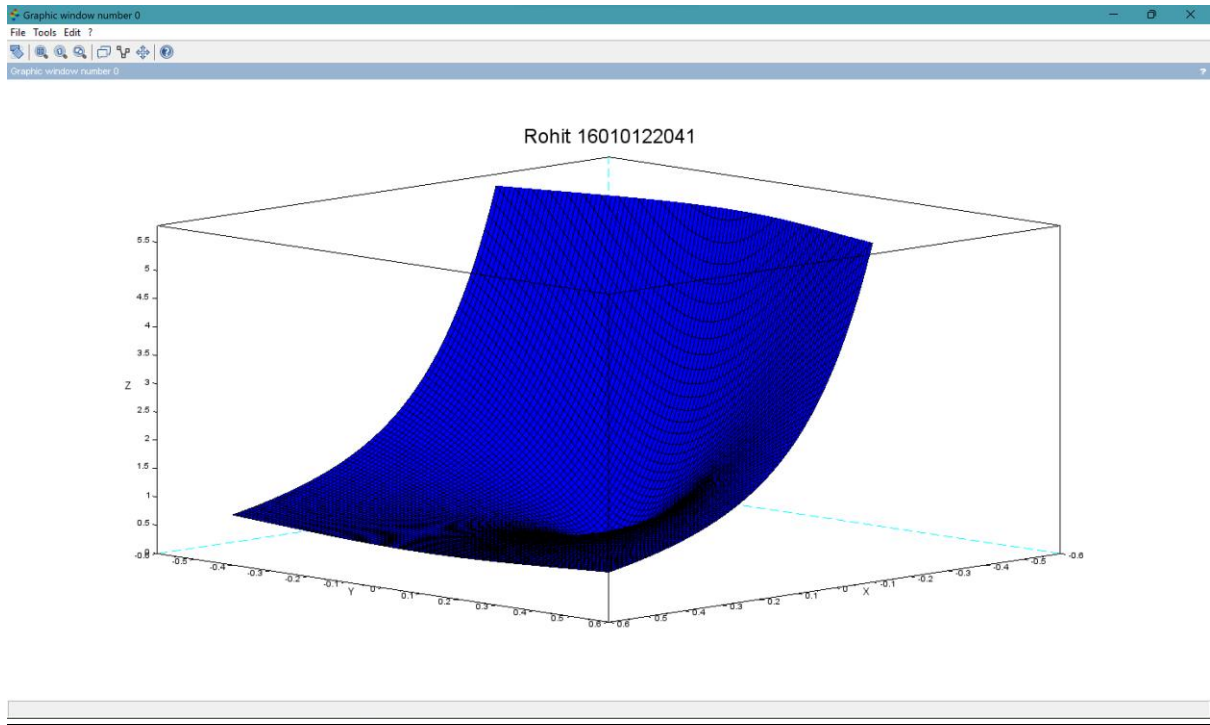 Graphic window number 0
File Tools Edit ?
Graphic window number 0 ?
Rohit 16010122041
5.5
5
4.5
4
3.5
Z 3
2.5
2
1.5
1
0.5
0
-0.6 -0.5 -0.4 -0.3 -0.2 -0.1 Y 0 0.1 0.2 0.3 0.4 0.5 0.6
0.6 0.5 0.4 0.3 0.2 0.1 0 X -0.1 -0.2 -0.3 -0.4 -0.5 -0.6